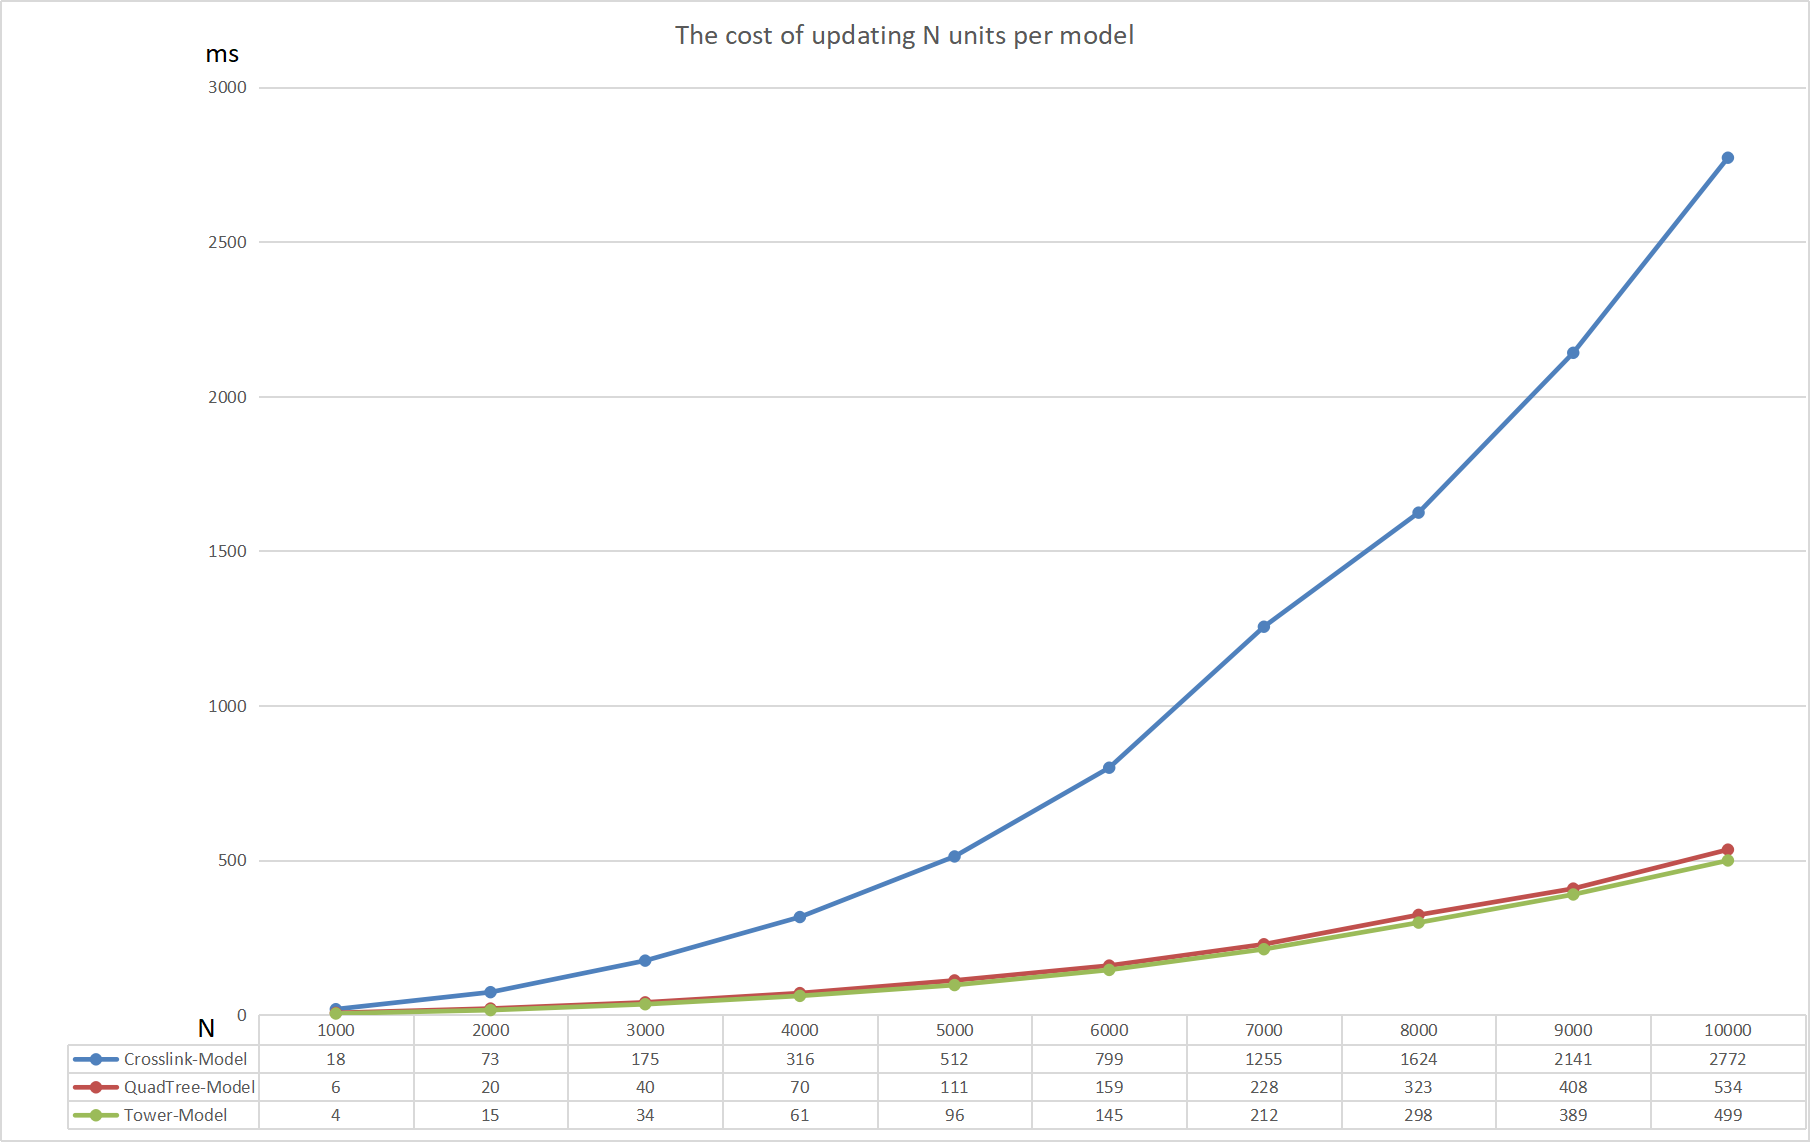 The cost of updating N units per model
ms
3000
2500
2000
1500
1000
500
0
N 1000 2000 3000 4000 5000 6000 7000 8000 9000 10000
Crosslink-Model 18 73 175 316 512 799 1255 1624 2141 2772
QuadTree-Model 6 20 40 70 111 159 228 323 408 534
Tower-Model 4 15 34 61 96 145 212 298 389 499